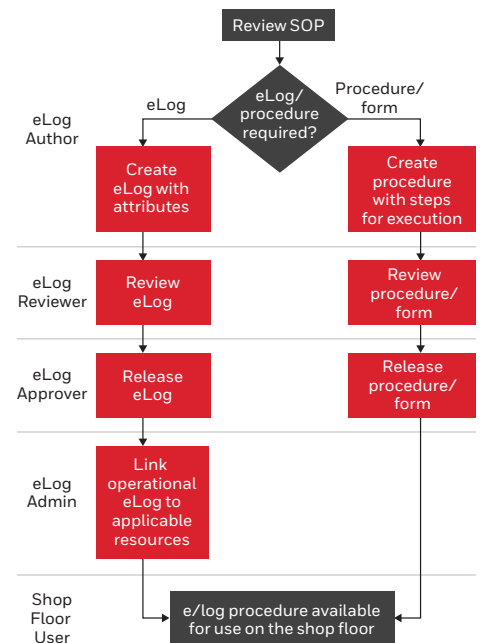 Review SOP
eLog/
procedure
required?
eLog
Procedure/
form
eLog
Author
Create
eLog with
attributes
Create
procedure
with steps
for execution
eLog
Reviewer
Review
eLog
Review
procedure/
form
eLog
Approver
Release
eLog
Release
procedure/
form
eLog
Admin
Link
operational
eLog to
applicable
resources
Shop
Floor
User
e/log procedure available
for use on the shop floor